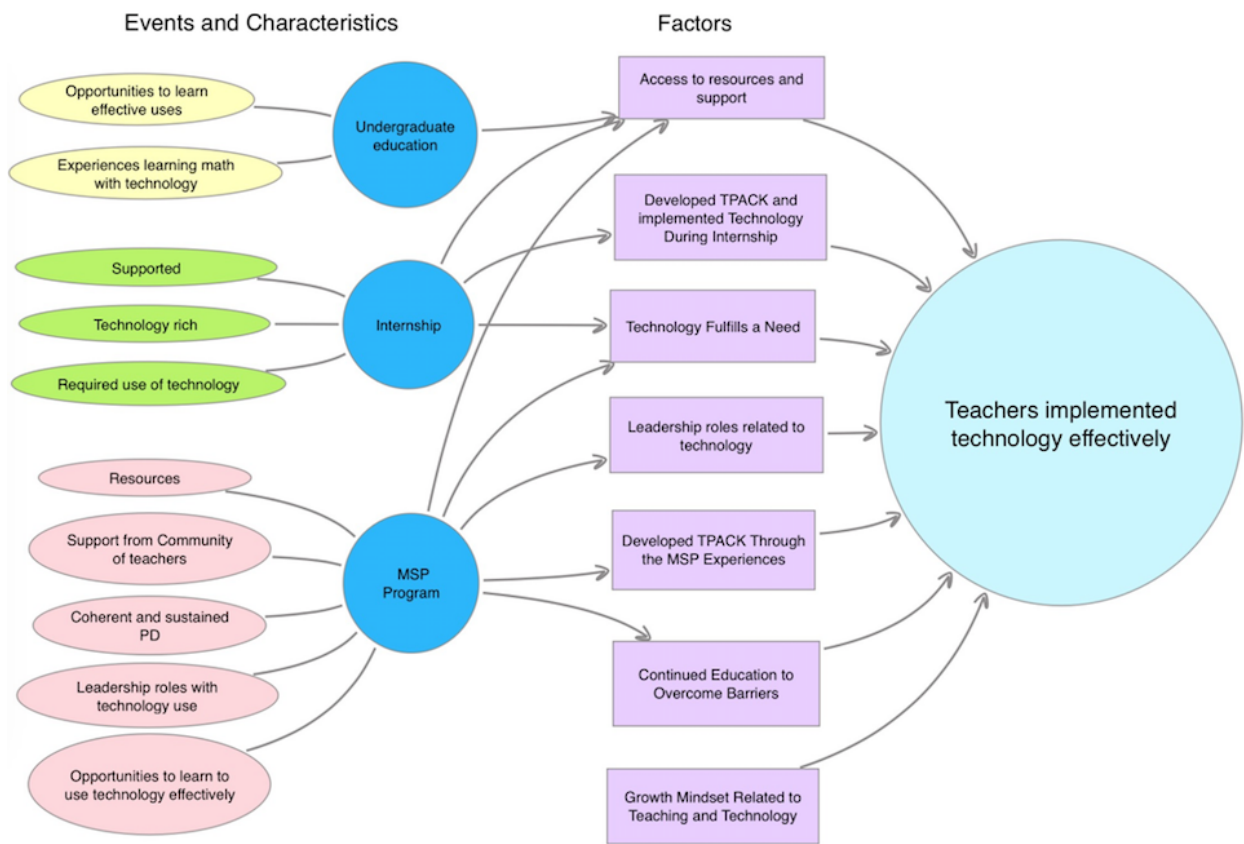 Events and Characteristics
Factors
Opportunities to learn
effective uses
Experiences learning math
with technology
Undergraduate
education
Supported
Technology rich
Required use of technology
Internship
Resources
Support from Community
of teachers
Coherent and sustained
PD
Leadership roles with
technology use
Opportunities to learn to
use technology effectively
MSP
Program
Access to resources and
support
Developed TPACK and
implemented Technology
During Internship
Technology Fulfills a Need
Leadership roles related to
technology
Developed TPACK Through
the MSP Experiences
Continued Education to
Overcome Barriers
Growth Mindset Related to
Teaching and Technology
Teachers implemented
technology effectively